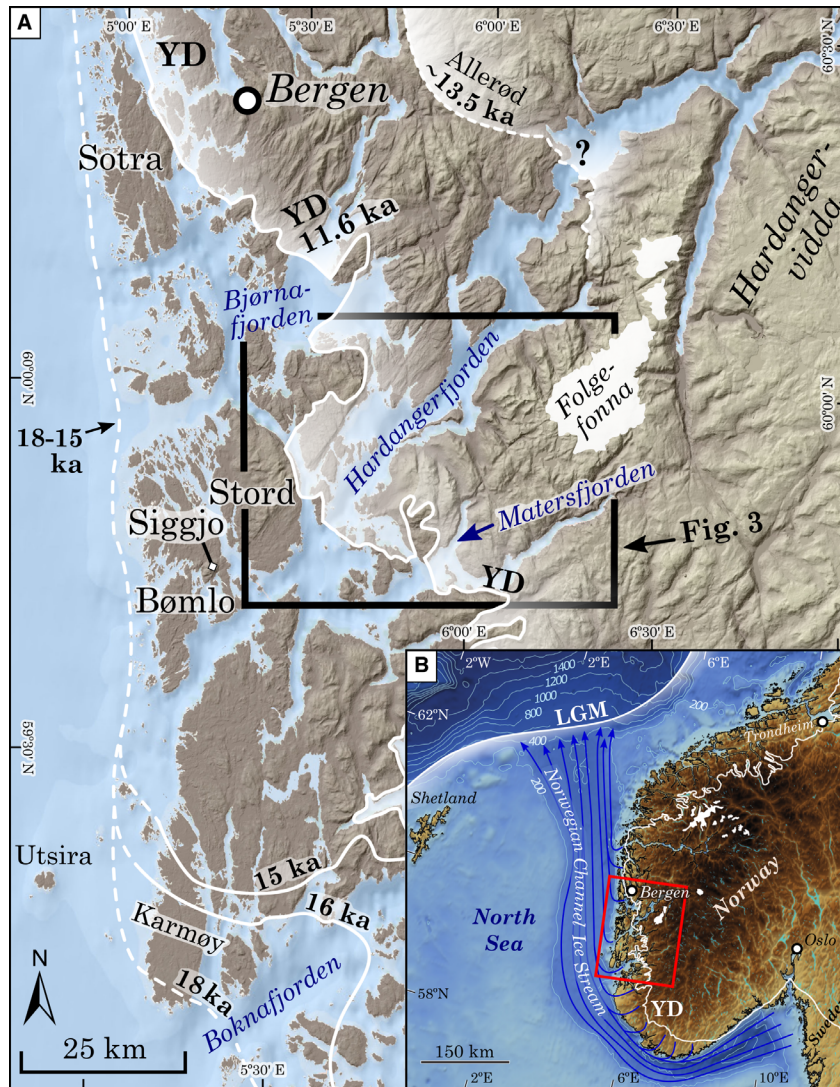 A
5°00' E
5°30' E
6°00' E
6°30' E
60°30' N
YD
Bergen
Allerød
~13.5 ka
?
Sotra
YD
11.6 ka
Hardanger-
vidda
Bjørna-
fjorden
60°00' N
60°00' N
Hardangerfjorden
Folge-
fonna
18-15
ka
Stord
Matersfjorden
Siggjo
Fig. 3
Bømlo
YD
6°00' E
6°30' E
59°30' N
Utsira
15 ka
16 ka
Karmøy
18ka
Boknafjorden
N
25 km
5°30' E
B
2°W
2°E
6°E
1400
1200
1000
800
400
200
200
62°N
LGM
Trondheim
Shetland
Norwegian Channel Ice Stream
Bergen
Norway
North
Sea
Oslo
58°N
YD
150 km
2°E
6°E
10°E